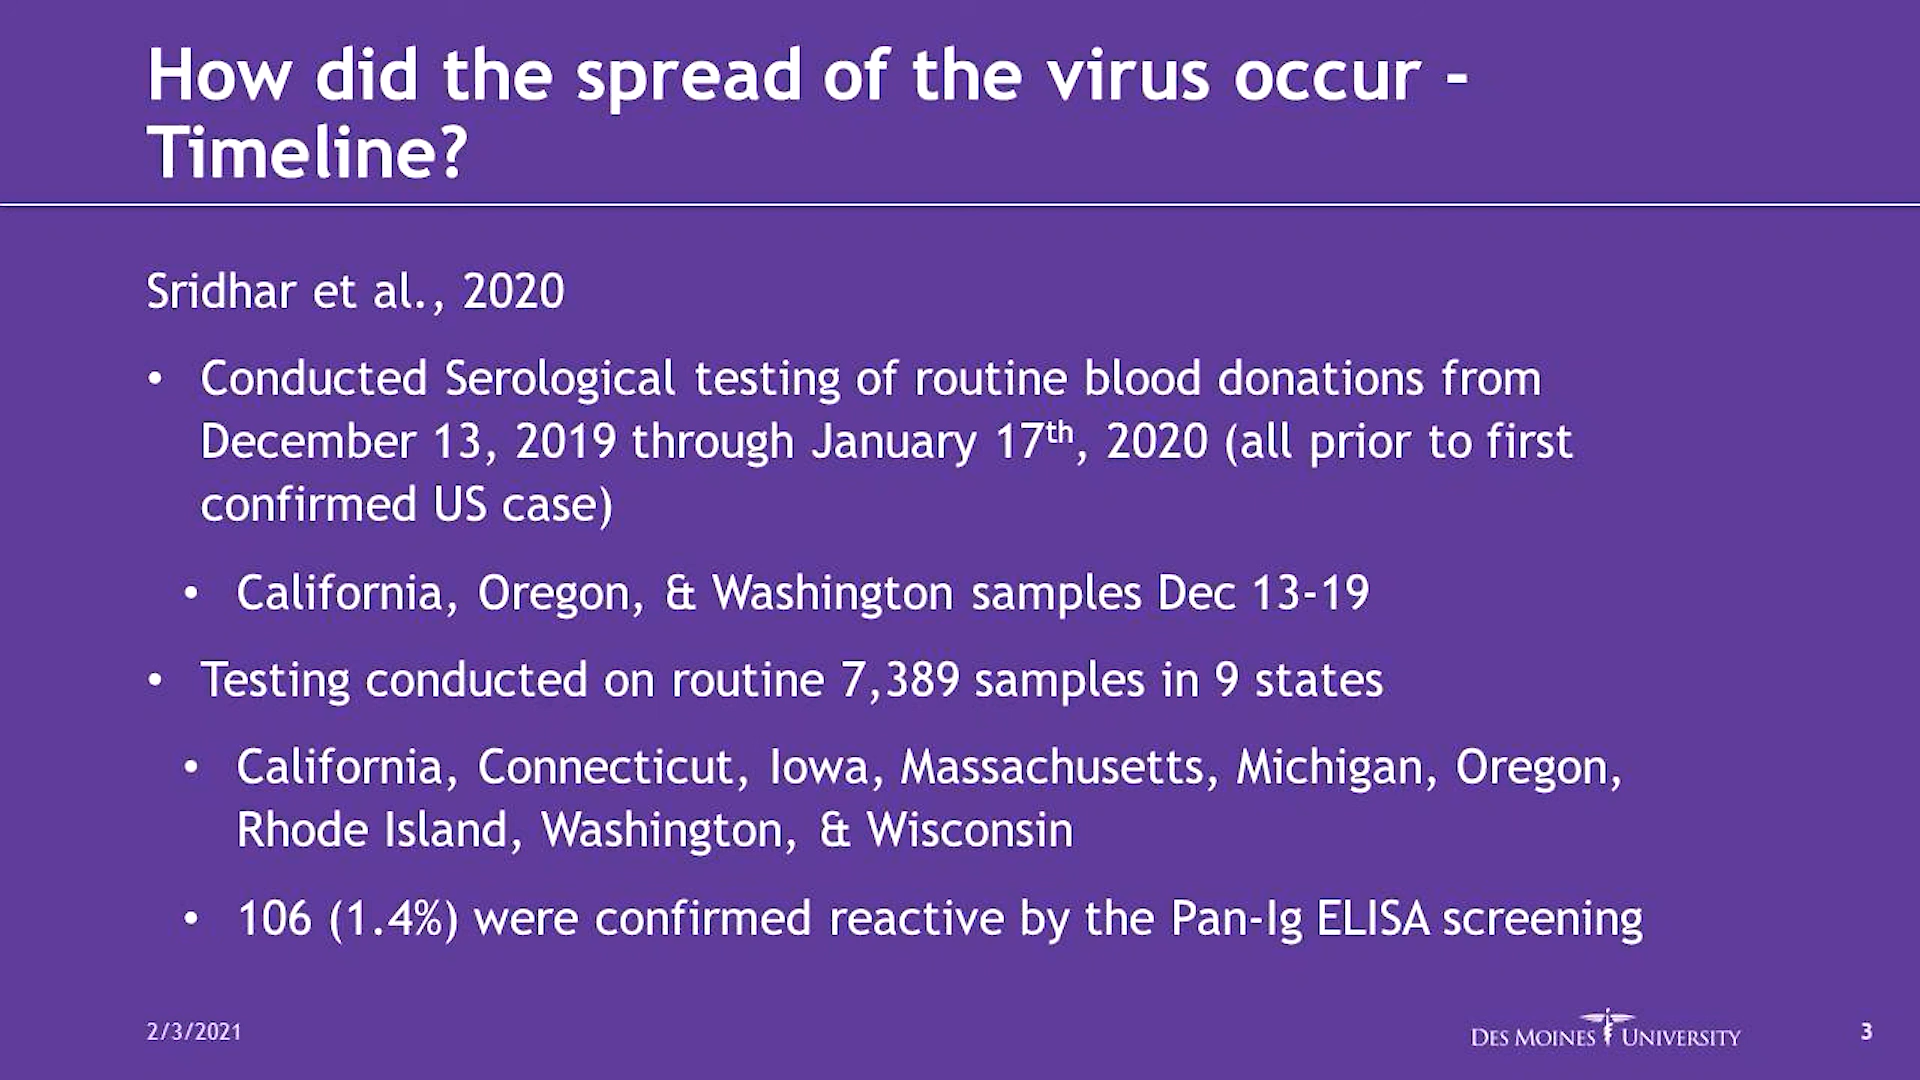 How did the spread of the virus occur -
Timeline?
Sridhar et al., 2020
• Conducted Serological testing of routine blood donations from
December 13, 2019 through January 17th, 2020 (all prior to first
confirmed US case)
• California, Oregon, & Washington samples Dec 13-19
• Testing conducted on routine 7,389 samples in 9 states
• California, Connecticut, Iowa, Massachusetts, Michigan, Oregon,
Rhode Island, Washington, & Wisconsin
• 106 (1.4%) were confirmed reactive by the Pan-Ig ELISA screening
2/3/2021
DES MOINES UNIVERSITY
3